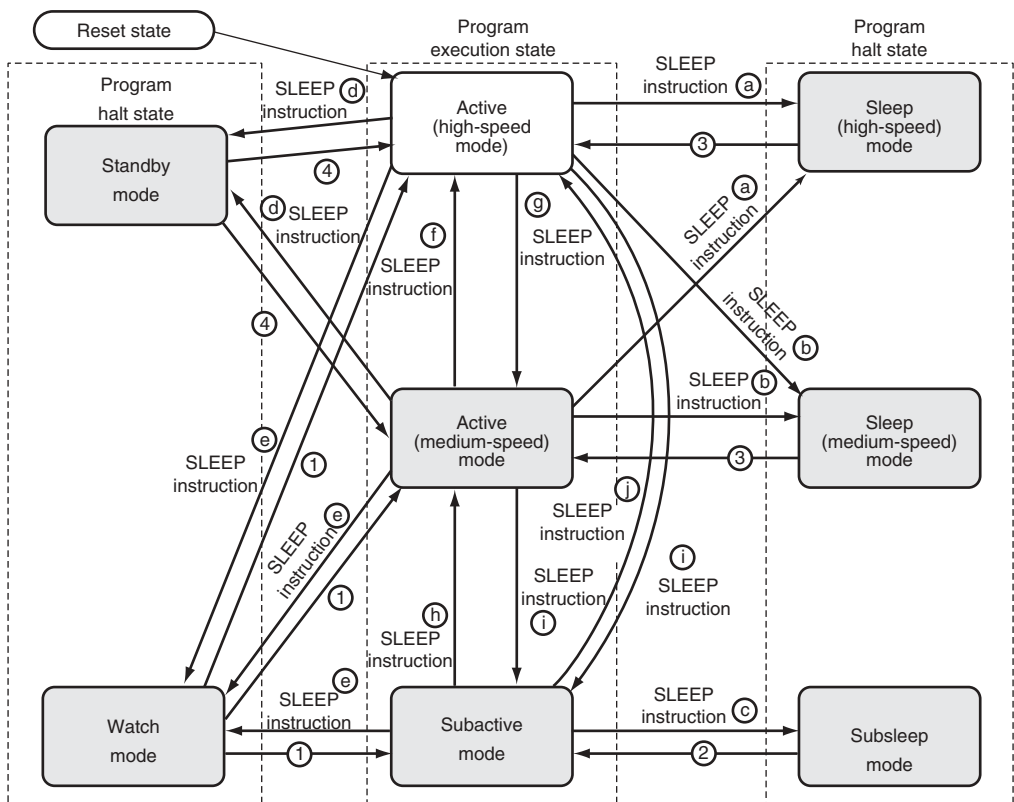 Reset state
Program
execution state
Program
halt state
Program
halt state
SLEEP
instruction
d
Active
(high-speed
mode)
SLEEP
instruction
a
Sleep
(high-speed)
mode
3
Standby
mode
4
d
SLEEP
instruction
f
SLEEP
instruction
g
SLEEP
instruction
a
SLEEP
instruction
SLEEP
instruction
b
4
Active
(medium-speed)
mode
SLEEP
instruction
b
Sleep
(medium-speed)
mode
3
e
SLEEP
instruction
1
SLEEP
instruction
e
1
j
SLEEP
instruction
i
SLEEP
instruction
SLEEP
instruction
i
h
SLEEP
instruction
Watch
mode
SLEEP
instruction
e
1
Subactive
mode
SLEEP
instruction
c
2
Subsleep
mode